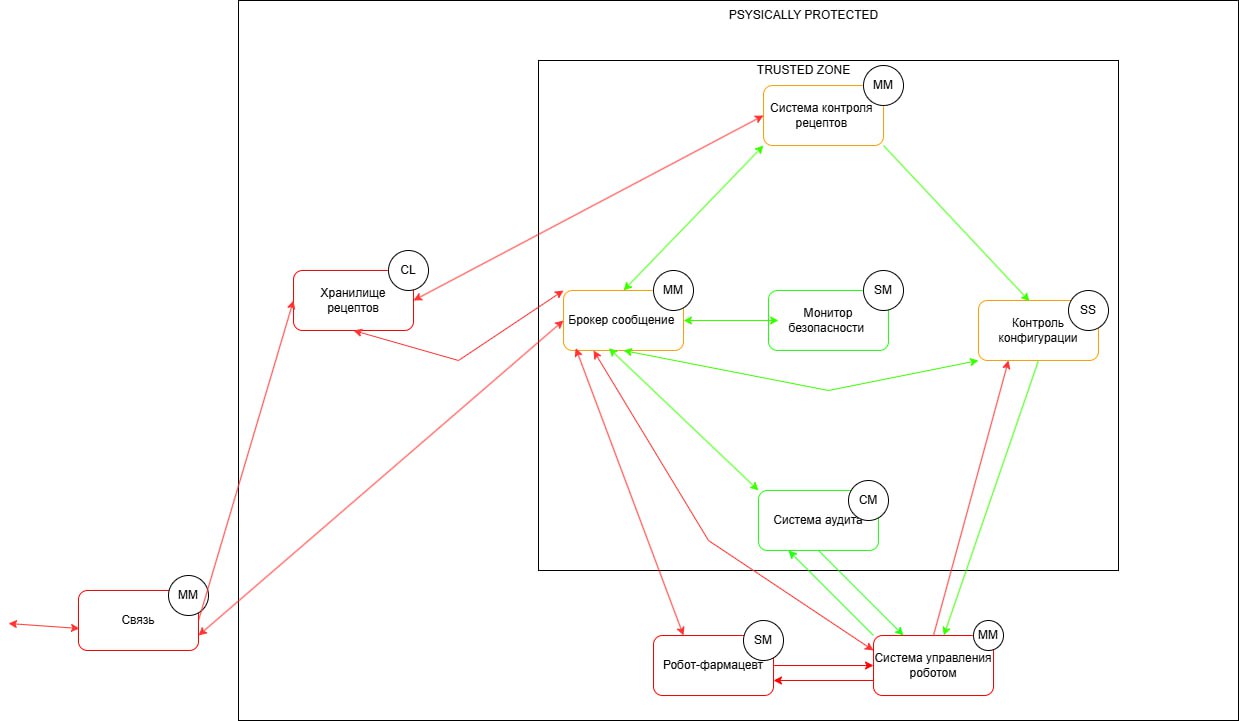 PSYSICALLY PROTECTED
TRUSTED ZONE
MM
Система контроля
рецептов
CL
Хранилище
рецептов
MM
Брокер сообщение
SM
Монитор
безопасности
SS
Контроль
конфигурации
CM
Система аудита
MM
Связь
SM
Робот-фармацевт
MM
Система управления
роботом